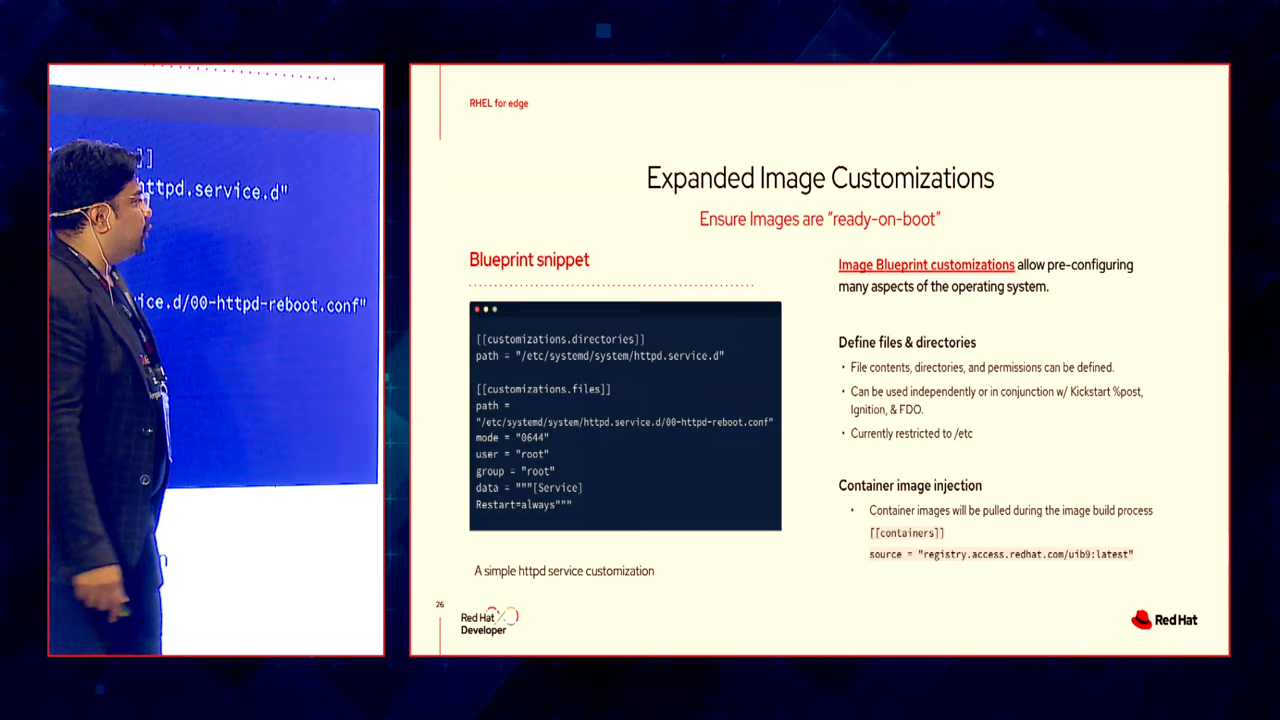 ]]
httpd.service.d"
ice.d/00-httpd-reboot.conf"
RHEL for edge
Expanded Image Customizations
Ensure Images are “ready-on-boot”
Blueprint snippet
[[customizations.directories]]
path = "/etc/systemd/system/httpd.service.d"
[[customizations.files]]
path =
"/etc/systemd/system/httpd.service.d/00-httpd-reboot.conf"
mode = "0644"
user = "root"
group = "root"
data = """[Service]
Restart=always"""
A simple httpd service customization
Image Blueprint customizations allow pre-configuring
many aspects of the operating system.
Define files & directories
• File contents, directories, and permissions can be defined.
• Can be used independently or in conjunction w/ Kickstart %post,
Ignition, & FDO.
• Currently restricted to /etc
Container image injection
• Container images will be pulled during the image build process
[[containers]]
source = "registry.access.redhat.com/uib9:latest"
26
Red Hat
Developer
Red Hat